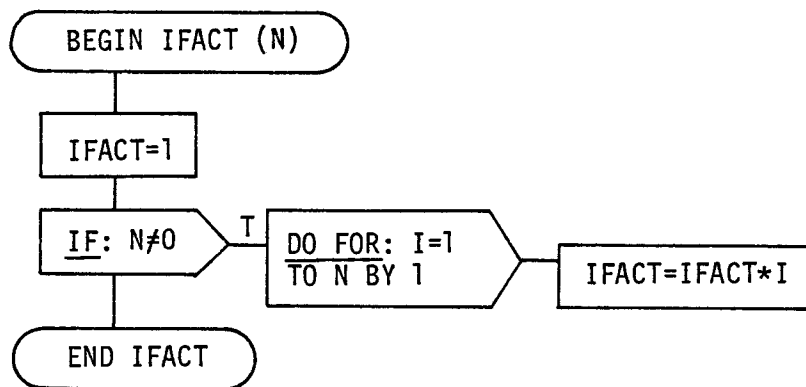 BEGIN IFACT (N)
IFACT=1
IF: N≠0
T
DO FOR: I=1
TO N BY 1
IFACT=IFACT*I
END IFACT